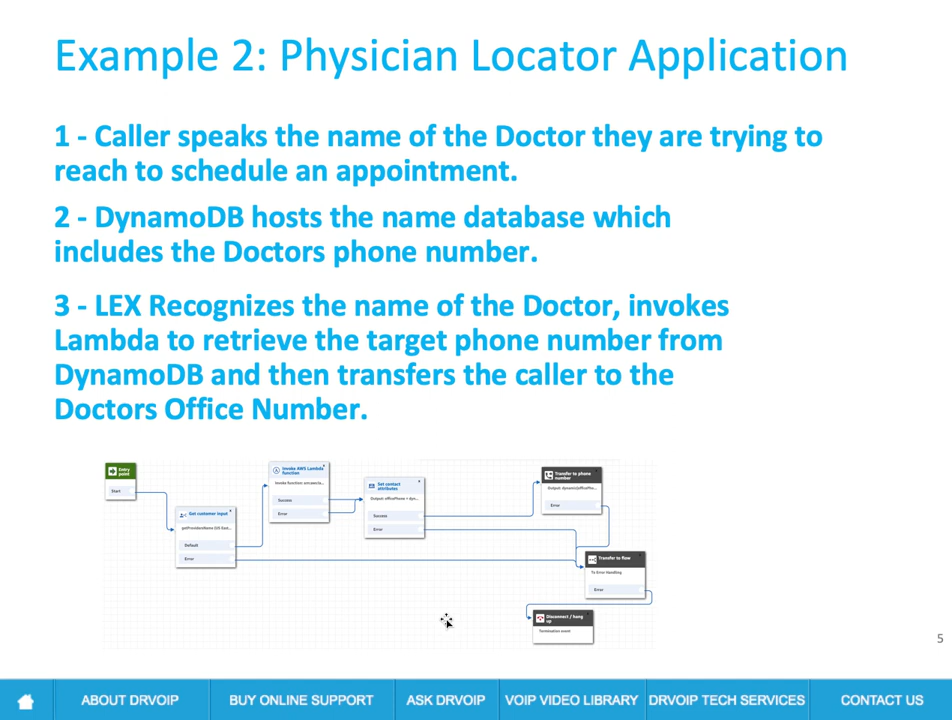 Example 2: Physician Locator Application
1 - Caller speaks the name of the Doctor they are trying to
reach to schedule an appointment.
2 - DynamoDB hosts the name database which
includes the Doctors phone number.
3 - LEX Recognizes the name of the Doctor, invokes
Lambda to retrieve the target phone number from
DynamoDB and then transfers the caller to the
Doctors Office Number.
Entry
point
Start
Get customer input
getProviderName (US East...
Default
Error
Invoke AWS Lambda
function
Success
Error
Set contact
attributes
Output: officePhone = dyn...
Success
Error
Transfer to phone
number
Error
Transfer to flow
To Error Handling
Error
Disconnect / hang
up
Termination event
5
ABOUT DRVOIP
BUY ONLINE SUPPORT
ASK DRVOIP
VOIP VIDEO LIBRARY
DRVOIP TECH SERVICES
CONTACT US